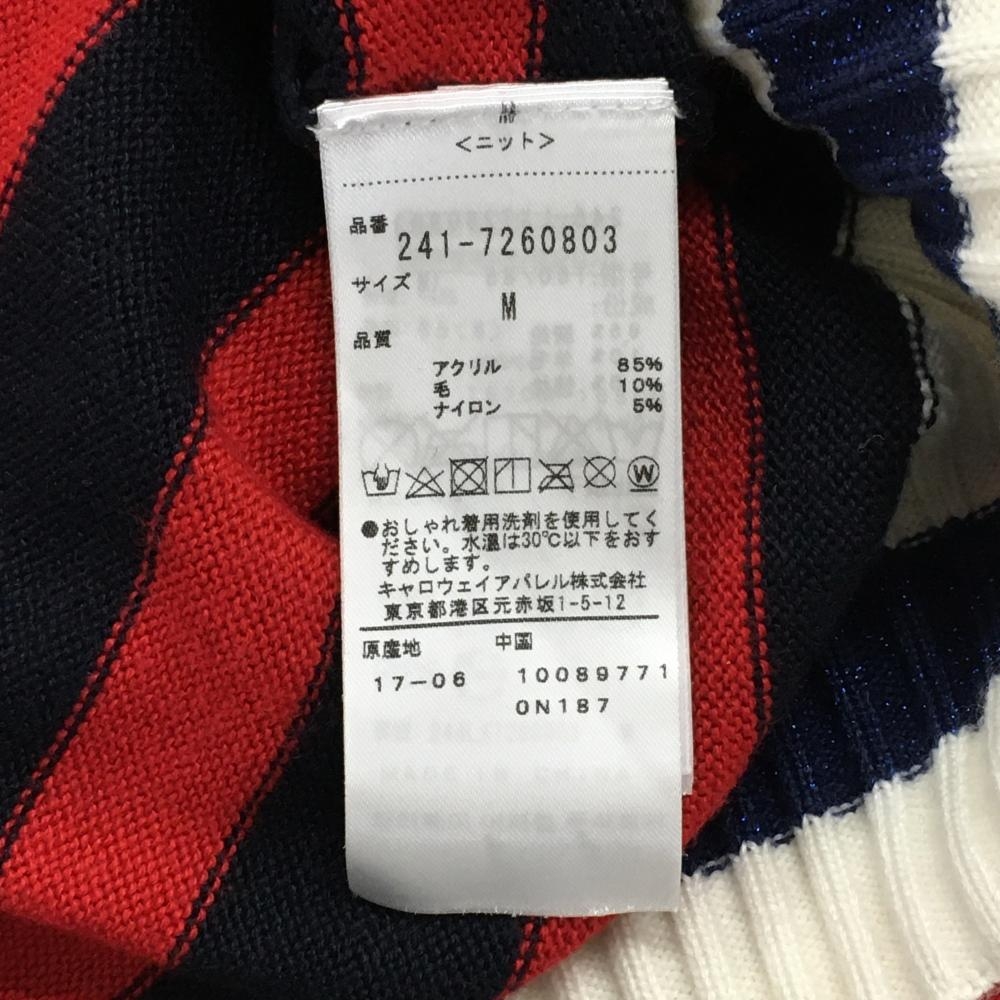 <ニット>
品番
241-7260803
サイズ
M
品質
アクリル 85%
毛 10%
ナイロン 5%
W
●おしゃれ着用洗剤を使用してく
ださい。水温は30℃以下をおす
すめします。
キャロウェイアパレル株式会社
東京都港区元赤坂1-5-12
原産地 中国
17-06 10089771
0N187